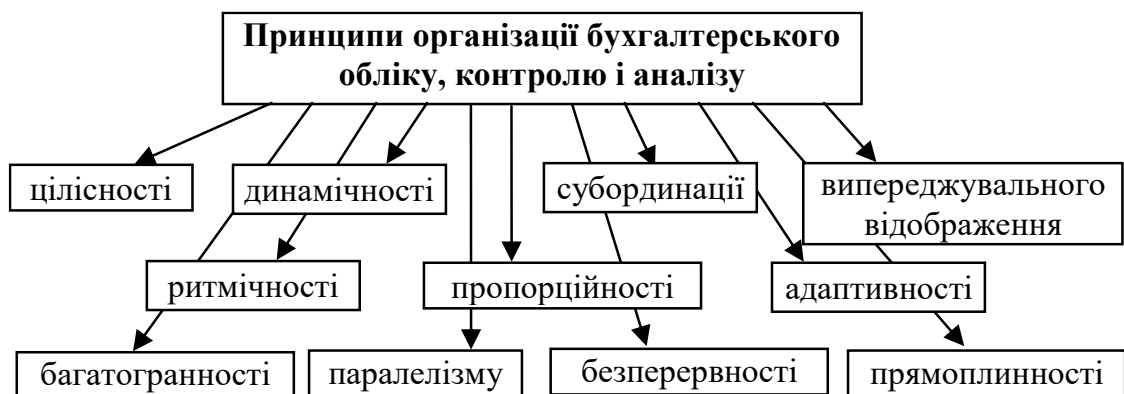 Принципи організації бухгалтерського
обліку, контролю і аналізу
цілісності
динамічності
субординації
випереджувального
відображення
ритмічності
пропорційності
адаптивності
багатогранності
паралелізму
безперервності
прямоплинності